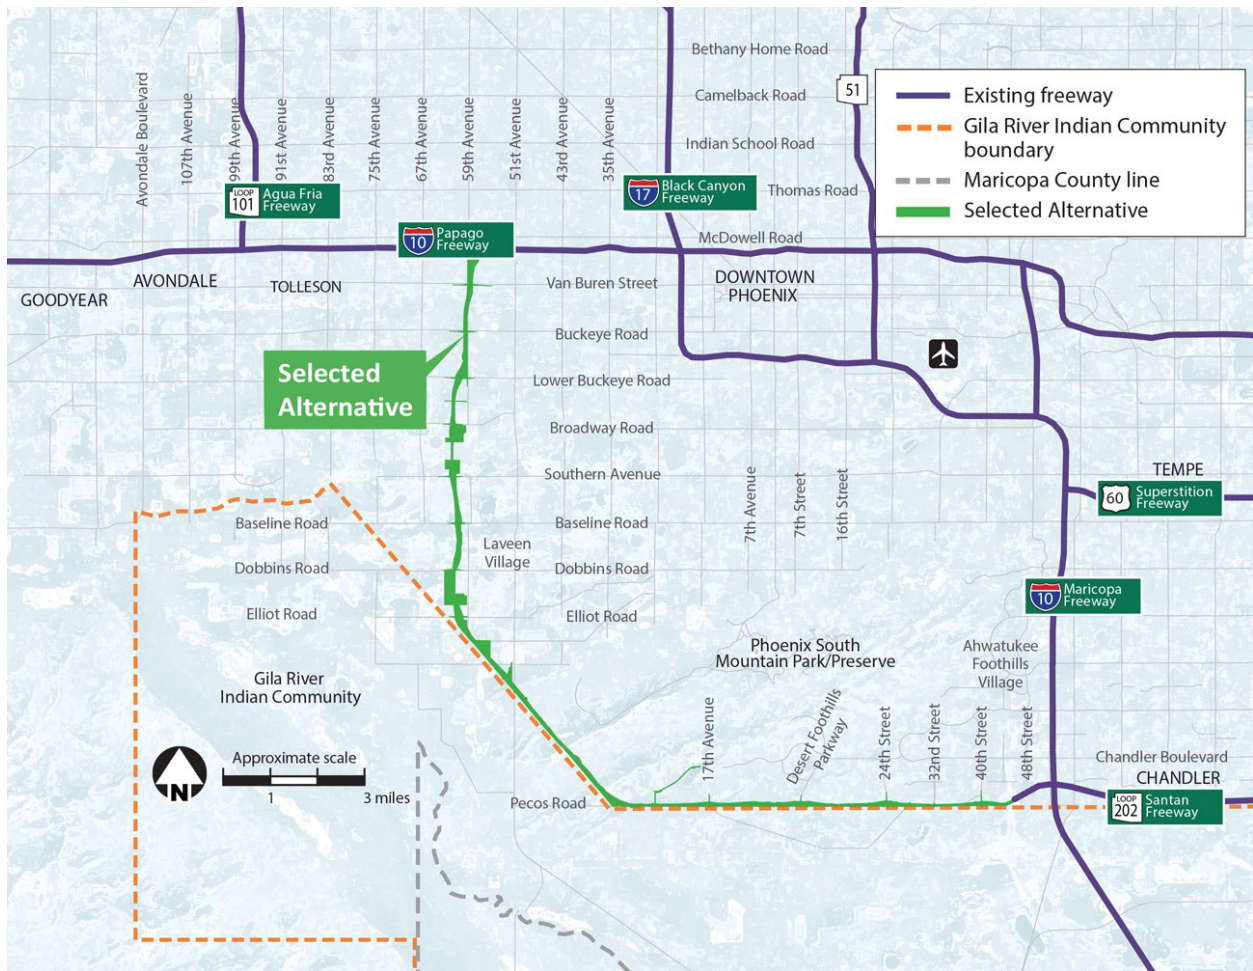 Bethany Home Road
Camelback Road
Indian School Road
Thomas Road
McDowell Road
51
Existing freeway
Gila River Indian Community
boundary
Maricopa County line
Selected Alternative
Avondale Boulevard
107th Avenue
99th Avenue
91st Avenue
83rd Avenue
75th Avenue
67th Avenue
59th Avenue
51st Avenue
43rd Avenue
35th Avenue
LOOP
101
Agua Fria
Freeway
17
Black Canyon
Freeway
10
Papago
Freeway
GOODYEAR
AVONDALE
TOLLESON
DOWNTOWN
PHOENIX
Van Buren Street
Buckeye Road
Lower Buckeye Road
Broadway Road
Southern Avenue
Baseline Road
Dobbins Road
Elliot Road
Selected
Alternative
Baseline Road
Dobbins Road
Elliot Road
Laveen
Village
7th Avenue
7th Street
16th Street
TEMPE
60
Superstition
Freeway
10
Maricopa
Freeway
Phoenix South
Mountain Park/Preserve
Ahwatukee
Foothills
Village
Gila River
Indian Community
N
Approximate scale
1
3 miles
Pecos Road
17th Avenue
Desert Foothills
Parkway
24th Street
32nd Street
40th Street
48th Street
Chandler Boulevard
CHANDLER
LOOP
202
Santan
Freeway